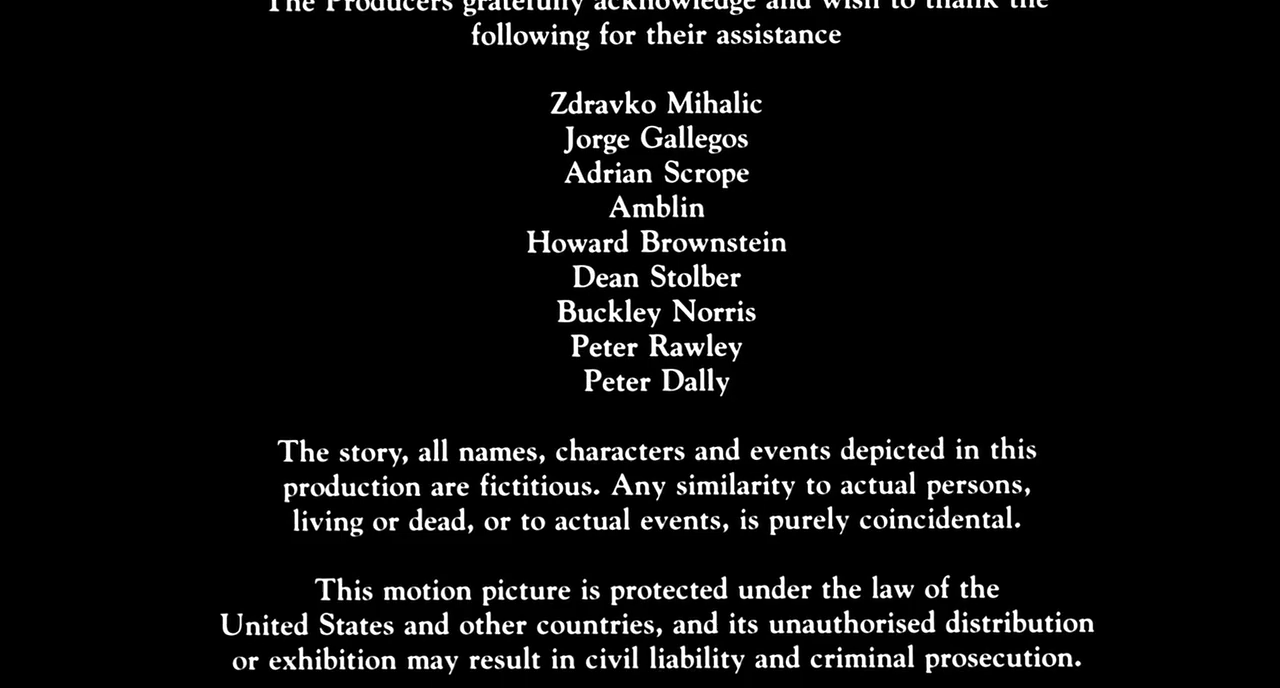 The Producers gratefully acknowledge and wish to thank the
following for their assistance
Zdravko Mihalic
Jorge Gallegos
Adrian Scrope
Amblin
Howard Brownstein
Dean Stolber
Buckley Norris
Peter Rawley
Peter Dally
The story, all names, characters and events depicted in this
production are fictitious. Any similarity to actual persons,
living or dead, or to actual events, is purely coincidental.
This motion picture is protected under the law of the
United States and other countries, and its unauthorised distribution
or exhibition may result in civil liability and criminal prosecution.